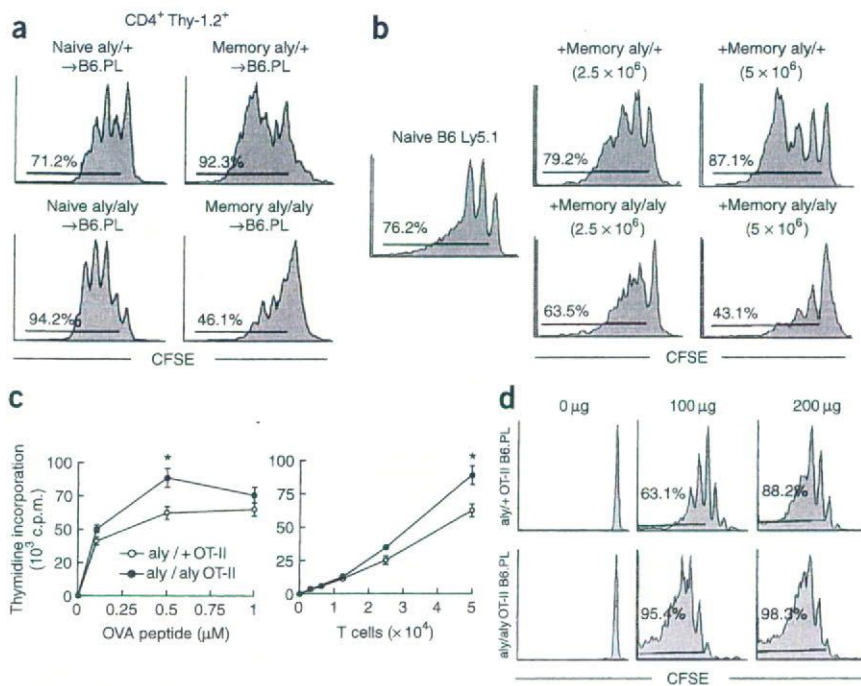 a
CD4⁺ Thy-1.2⁺
Naive aly/+
→B6.PL
Memory aly/+
→B6.PL
71.2%
92.3%
Naive aly/aly
→B6.PL
Memory aly/aly
→B6.PL
94.2%
46.1%
CFSE
b
Naive B6 Ly5.1
76.2%
+Memory aly/+
(2.5 × 10⁶)
+Memory aly/+
(5 × 10⁶)
79.2%
87.1%
+Memory aly/aly
(2.5 × 10⁶)
+Memory aly/aly
(5 × 10⁶)
63.5%
43.1%
CFSE
c
Thymidine incorporation
(10³ c.p.m.)
100
70
50
20
0
0 0.25 0.5 0.75 1
OVA peptide (μM)
*
aly / + OT-II
aly / aly OT-II
100
75
50
25
0
0 1 2 3 4 5
T cells (× 10⁴)
*
d
0 μg
100 μg
200 μg
aly/+ OT-II B6.PL
63.1%
88.2%
aly/aly OT-II B6.PL
95.4%
98.3%
CFSE